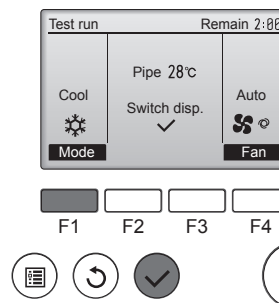 Test run Remain 2:00
Pipe 28℃
Cool
Auto
Switch disp.
Mode Fan
F1 F2 F3 F4